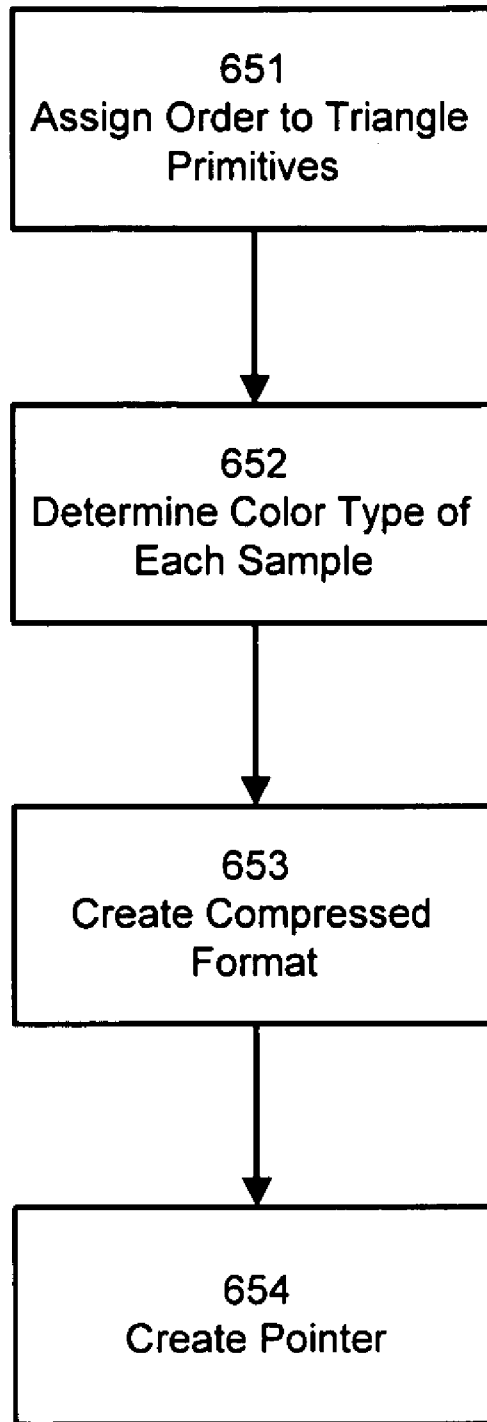 651
Assign Order to Triangle
Primitives
652
Determine Color Type of
Each Sample
653
Create Compressed
Format
654
Create Pointer